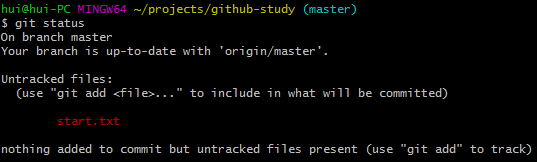 hui@hui-PC MINGW64 ~/projects/github-study (master)
$ git status
On branch master
Your branch is up-to-date with 'origin/master'.
Untracked files:
(use "git add <file>..." to include in what will be committed)
start.txt
nothing added to commit but untracked files present (use "git add" to track)